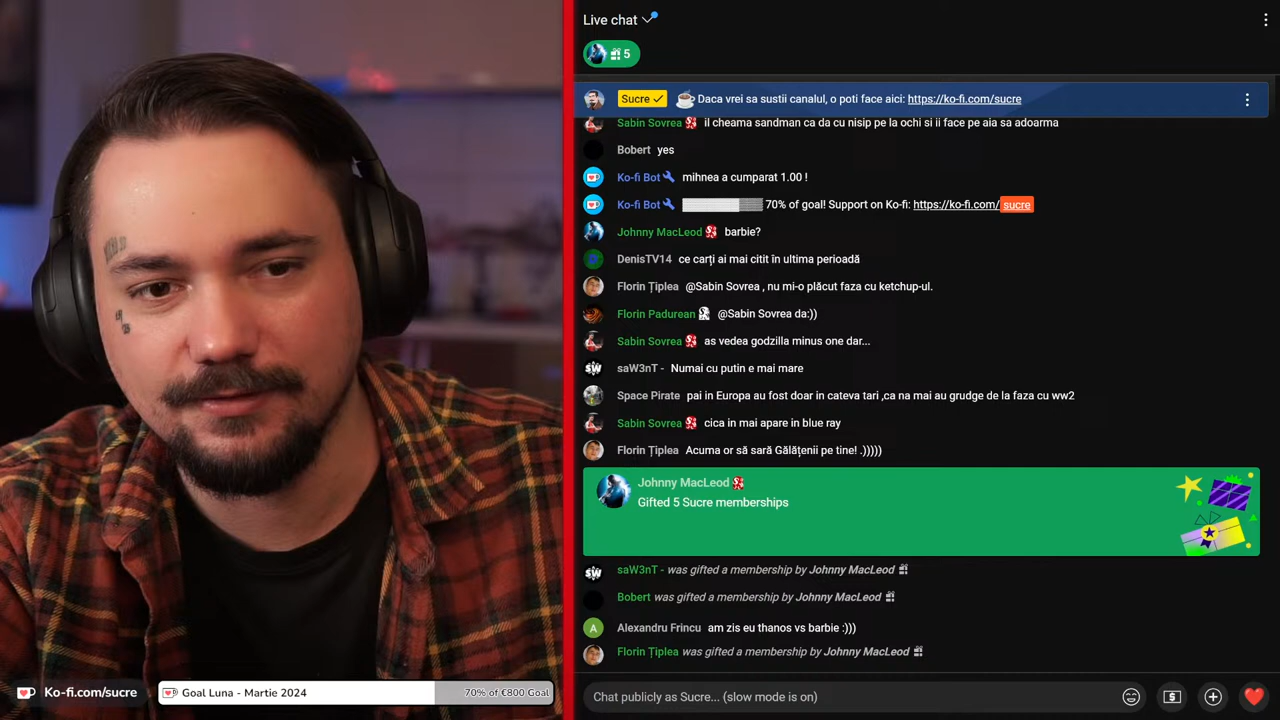 Live chat
5
Sucre Daca vrei sa sustii canalul, o poti face aici: https://ko-fi.com/sucre
Sabin Sovrea il cheama sandman ca da cu nisip pe la ochi si ii face pe aia sa adoarma
Bobert yes
Ko-fi Bot mihnea a cumparat 1.00 !
Ko-fi Bot 70% of goal! Support on Ko-fi: https://ko-fi.com/sucre
Johnny MacLeod barbie?
DenisTV14 ce carți ai mai citit în ultima perioadă
Florin Țiplea @Sabin Sovrea , nu mi-o plăcut faza cu ketchup-ul.
Florin Padurean @Sabin Sovrea da:))
Sabin Sovrea as vedea godzilla minus one dar...
saW3nT - Numai cu putin e mai mare
Space Pirate pai in Europa au fost doar in cateva tari ,ca na mai au grudge de la faza cu ww2
Sabin Sovrea cica in mai apare in blue ray
Florin Țiplea Acuma or să sară Gălățenii pe tine! .)))))
Johnny MacLeod
Gifted 5 Sucre memberships
saW3nT - was gifted a membership by Johnny MacLeod
Bobert was gifted a membership by Johnny MacLeod
Alexandru Frincu am zis eu thanos vs barbie :)))
Florin Țiplea was gifted a membership by Johnny MacLeod
Chat publicly as Sucre... (slow mode is on)
Ko-fi.com/sucre
Goal Luna - Martie 2024
70% of €800 Goal